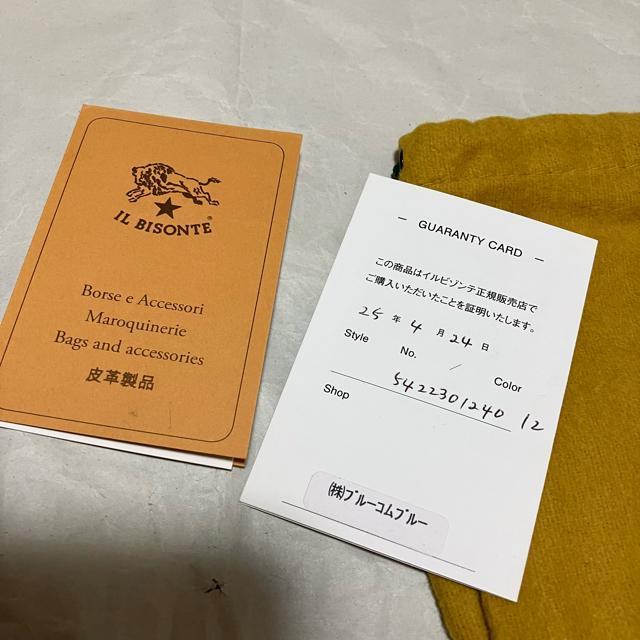 IL BISONTE®
Borse e Accessori
Maroquinerie
Bags and accessories
皮革製品
— GUARANTY CARD —
この商品はイルビゾンテ正規販売店で
ご購入いただいたことを証明いたします。
25 年 4 月 24 日
Style No. / Color
5422301240 12
Shop
㈱ブルーコムブルー